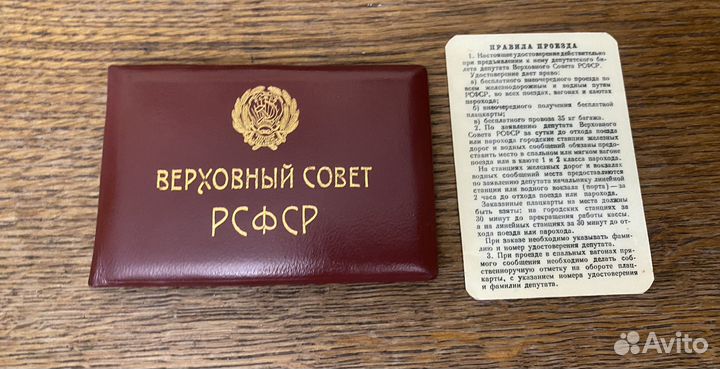 ВЕРХОВНЫЙ СОВЕТ
РСФСР
ПРАВИЛА ПРОЕЗДА
1. Настоящее удостоверение действительно
при предъявлении к нему депутатского би-
лета депутата Верховного Совета РСФСР.
Удостоверение дает право:
а) бесплатного внеочередного проезда по
всем железнодорожным и водным путям
РСФСР, во всех поездах, вагонах и каютах
парохода;
б) внеочередного получения бесплатной
плацкарты;
в) бесплатного провоза 35 кг багажа.
2. По заявлению депутата Верховного
Совета РСФСР за сутки до отхода поезда
или парохода городские станции железных
дорог и водных сообщений обязаны предо-
ставить место в спальном или мягком вагоне
поезда или в каюте 1 и 2 класса парохода.
На станциях железных дорог и вокзалах
водных сообщений места предоставляются
по заявлению депутата начальнику линейной
станции или водного вокзала (порта) — за
2 часа до отхода поезда или парохода.
Заказанные плацкарты на места должны
быть взяты: на городских станциях за
30 минут до прекращения работы кассы,
а на линейных станциях за 30 минут до от-
хода поезда или парохода.
При заказе необходимо указывать фами-
лию и номер удостоверения депутата.
3. При проезде в спальных вагонах пря-
мого сообщения необходимо делать соб-
ственноручную отметку на обороте плац-
карты, с указанием номера удостоверения
и фамилии депутата.
Avito